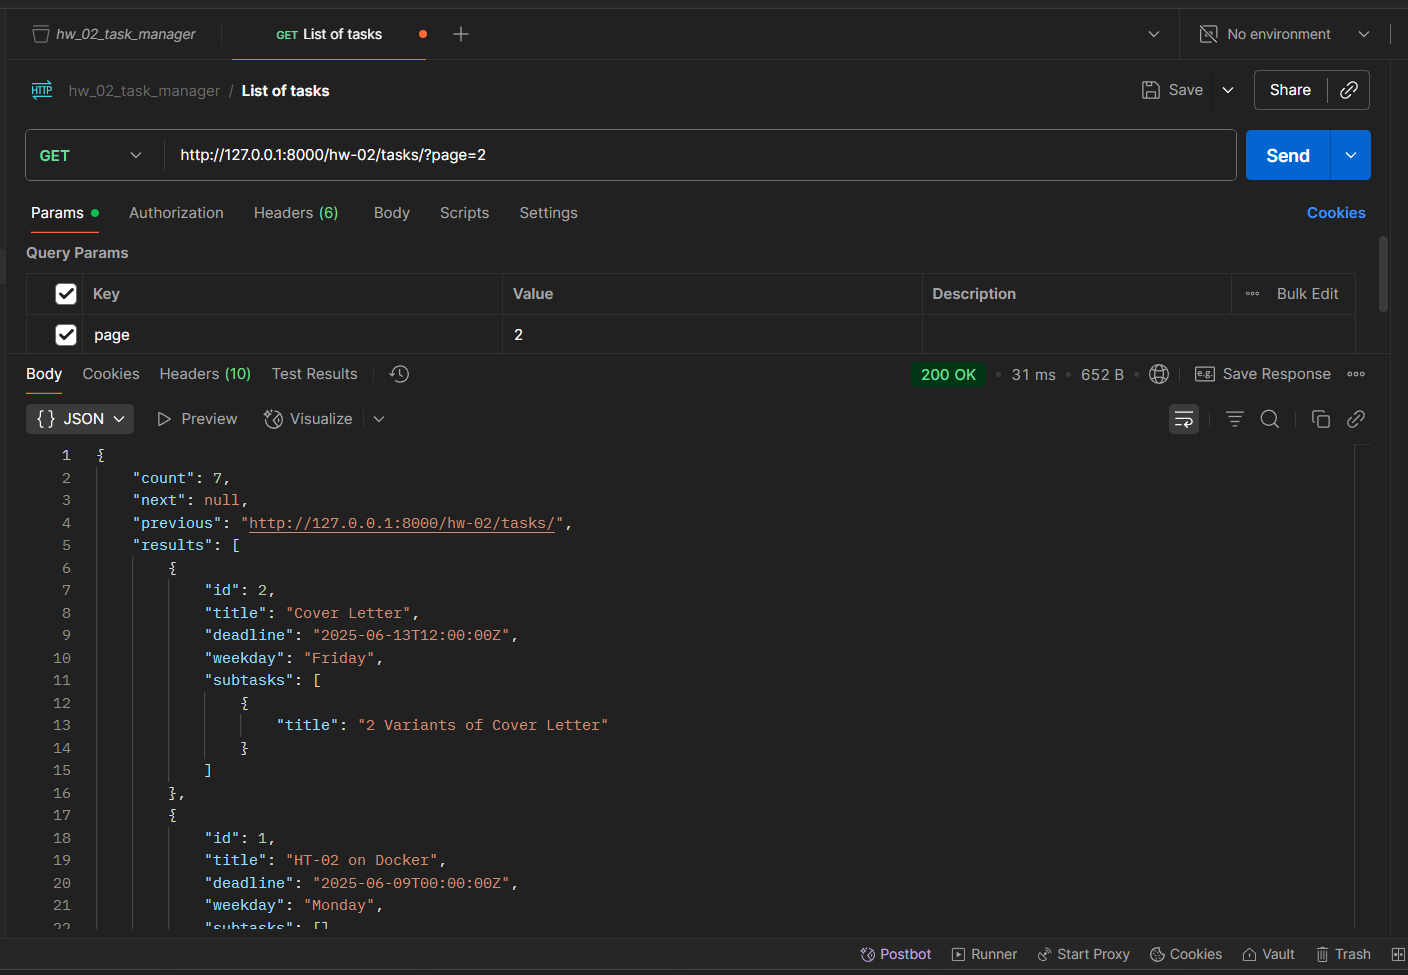 hw_02_task_manager GET List of tasks No environment
HTTP hw_02_task_manager / List of tasks Save Share
GET http://127.0.0.1:8000/hw-02/tasks/?page=2 Send
Params Authorization Headers (6) Body Scripts Settings Cookies
Query Params
Key Value Description Bulk Edit
page 2
Body Cookies Headers (10) Test Results 200 OK 31 ms 652 B e.g. Save Response
{} JSON Preview Visualize
1 {
2 "count": 7,
3 "next": null,
4 "previous": "http://127.0.0.1:8000/hw-02/tasks/",
5 "results": [
6 {
7 "id": 2,
8 "title": "Cover Letter",
9 "deadline": "2025-06-13T12:00:00Z",
10 "weekday": "Friday",
11 "subtasks": [
12 {
13 "title": "2 Variants of Cover Letter"
14 }
15 ]
16 },
17 {
18 "id": 1,
19 "title": "HT-02 on Docker",
20 "deadline": "2025-06-09T00:00:00Z",
21 "weekday": "Monday",
22 "subtasks": []
Postbot Runner Start Proxy Cookies Vault Trash